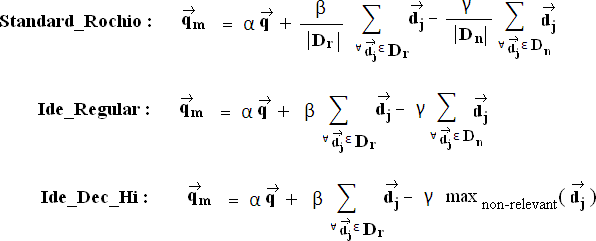 Standard_Rochio : q⃗m = α q⃗ + β / |Dr| ∑ ∀ d⃗j ε Dr d⃗j − γ / |Dn| ∑ ∀ d⃗j ε Dn d⃗j
Ide_Regular : q⃗m = α q⃗ + β ∑ ∀ d⃗j ε Dr d⃗j − γ ∑ ∀ d⃗j ε Dn d⃗j
Ide_Dec_Hi : q⃗m = α q⃗ + β ∑ ∀ d⃗j ε Dr d⃗j − γ max non-relevant ( d⃗j )